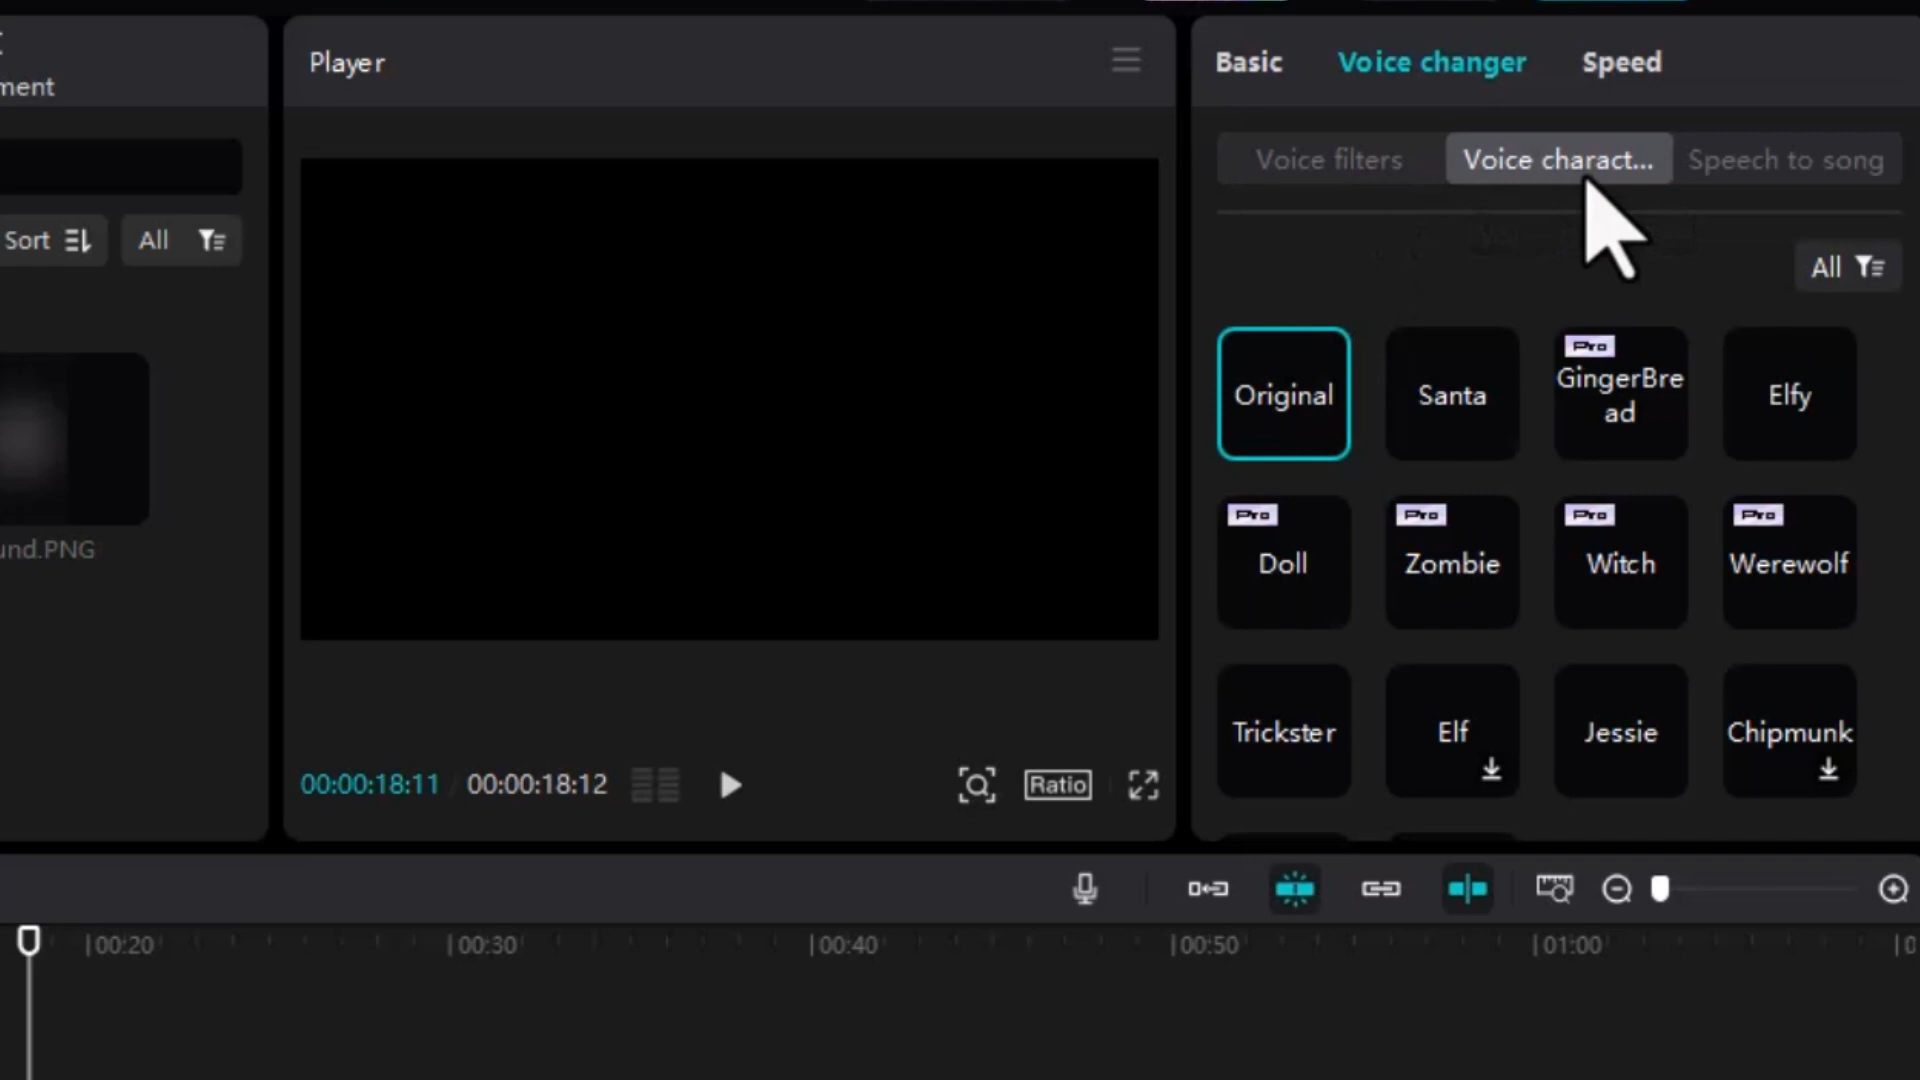 ment
Sort
All
und.PNG
Player
00:00:18:11
00:00:18:12
Ratio
Basic
Voice changer
Speed
Voice filters
Voice charact...
Speech to song
All
Original
Santa
Pro
GingerBre
ad
Elfy
Pro
Doll
Pro
Zombie
Pro
Witch
Pro
Werewolf
Trickster
Elf
Jessie
Chipmunk
00:20
00:30
00:40
00:50
01:00
0